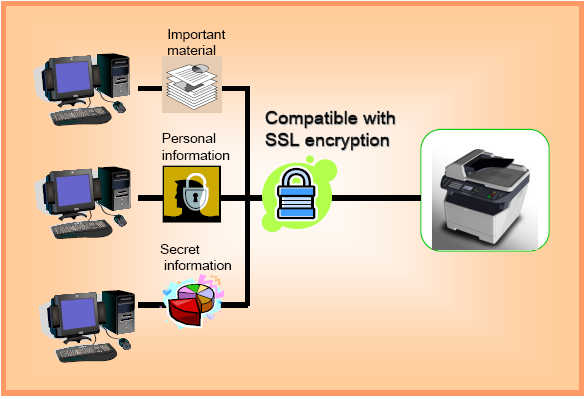 Important
material
Personal
information
Compatible with
SSL encryption
Secret
information